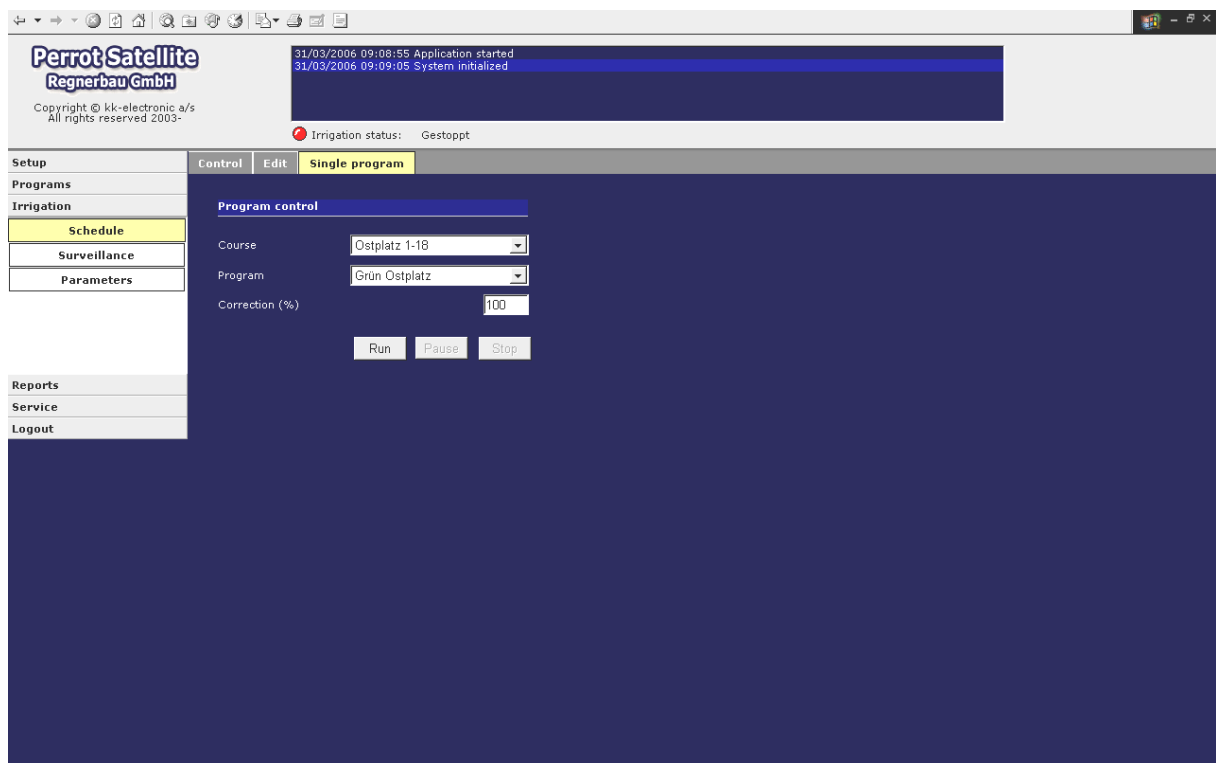 Perrot Satellite
Regnerbau GmbH
Copyright © kk-electronic a/s
All rights reserved 2003-
31/03/2006 09:08:55 Application started
31/03/2006 09:09:05 System initialized
Irrigation status: Gestoppt
Setup
Programs
Irrigation
Schedule
Surveillance
Parameters
Reports
Service
Logout
Control Edit Single program
Program control
Course Ostplatz 1-18
Program Grün Ostplatz
Correction (%) 100
Run Pause Stop